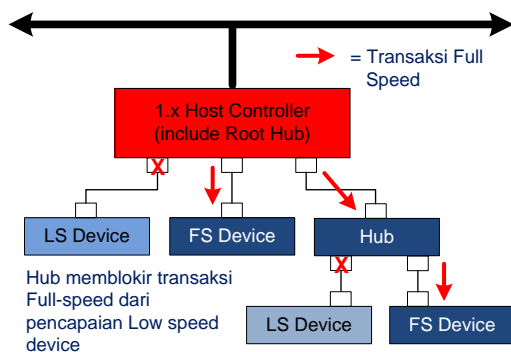 = Transaksi Full
Speed
1.x Host Controller
(include Root Hub)
X
LS Device
FS Device
Hub
Hub memblokir transaksi
Full-speed dari
pencapaian Low speed
device
X
LS Device
FS Device